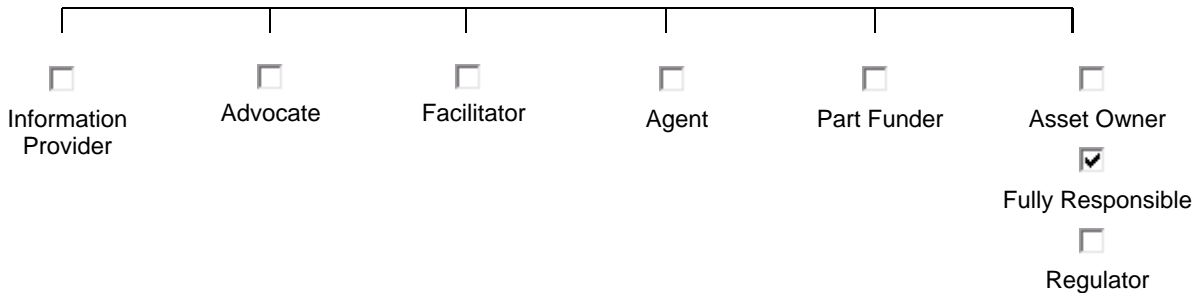 Information
Provider
Advocate
Facilitator
Agent
Part Funder
Asset Owner
Fully Responsible
Regulator